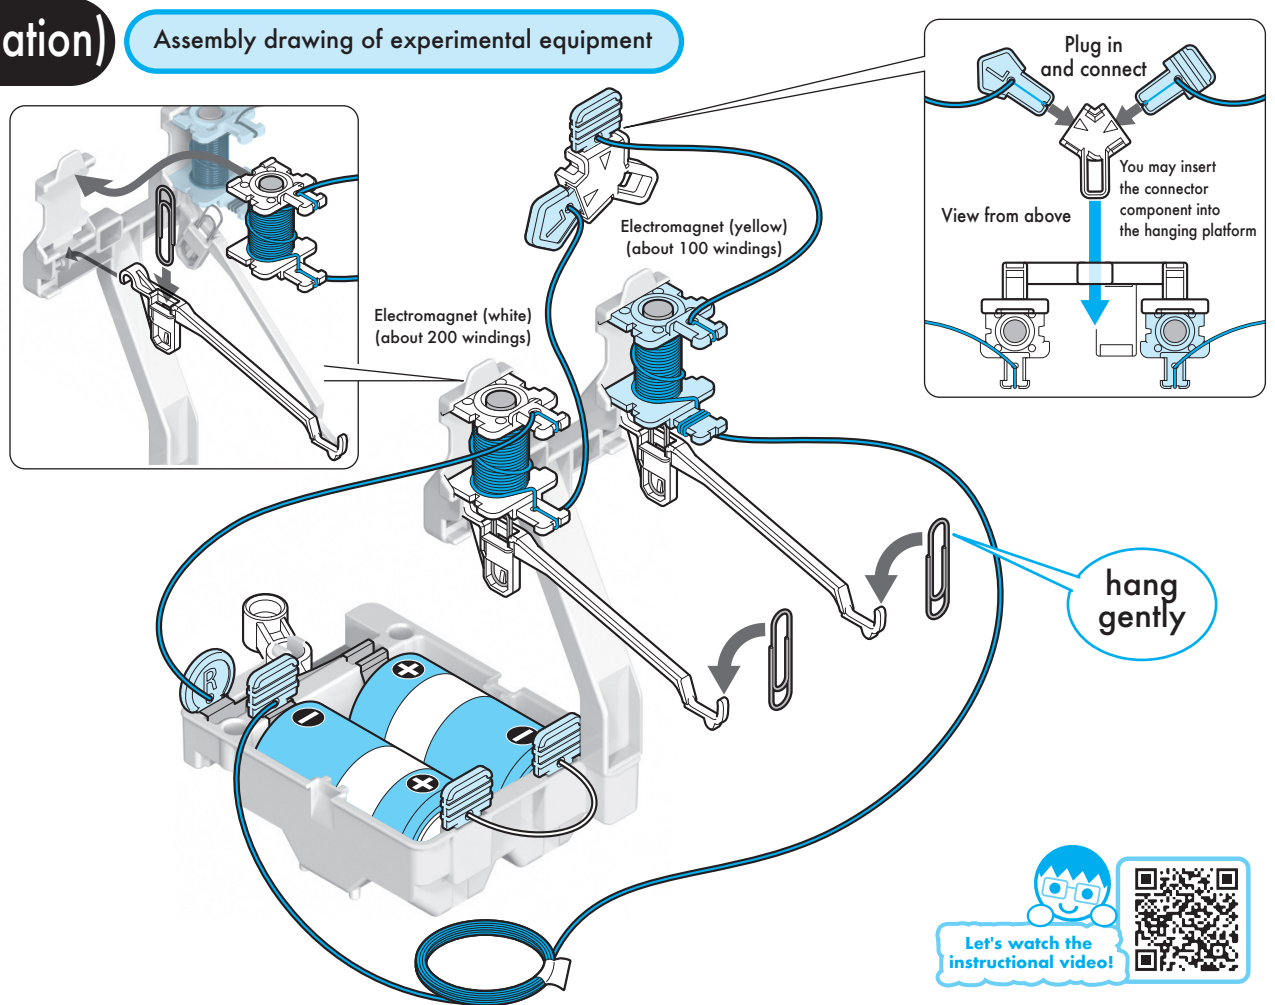 ation)
Assembly drawing of experimental equipment
Plug in
and connect
You may insert
the connector
component into
the hanging platform
View from above
Electromagnet (yellow)
(about 100 windings)
Electromagnet (white)
(about 200 windings)
hang
gently
R
Let's watch the
instructional video!